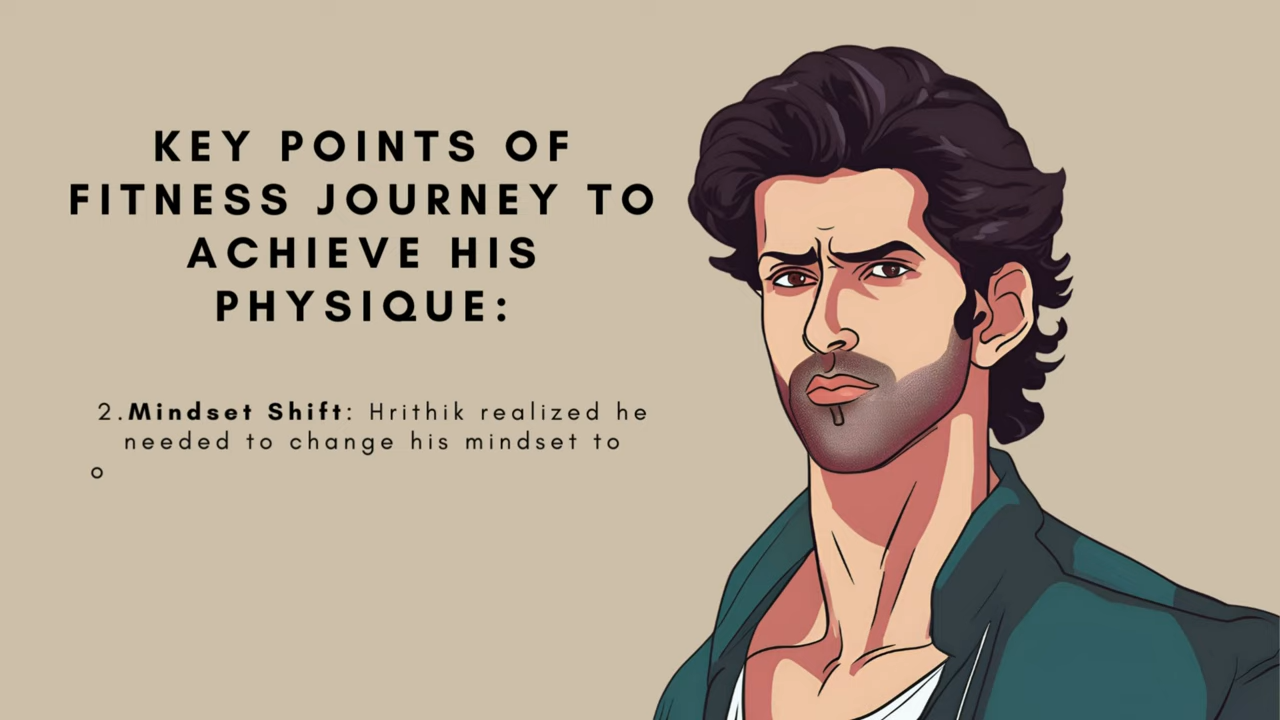 KEY POINTS OF
FITNESS JOURNEY TO
ACHIEVE HIS
PHYSIQUE:
2.Mindset Shift: Hrithik realized he
needed to change his mindset to
o